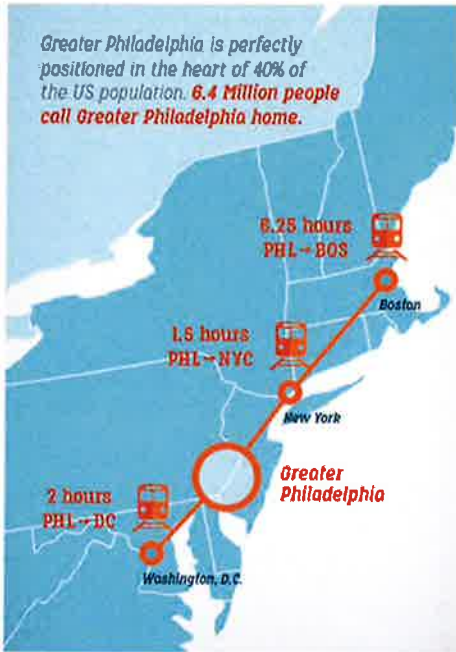 Greater Philadelphia is perfectly
positioned in the heart of 40% of
the US population. 6.4 Million people
call Greater Philadelphia home.
6.25 hours
PHL→BOS
Boston
1.5 hours
PHL→NYC
New York
Greater
Philadelphia
2 hours
PHL→DC
Washington, D.C.